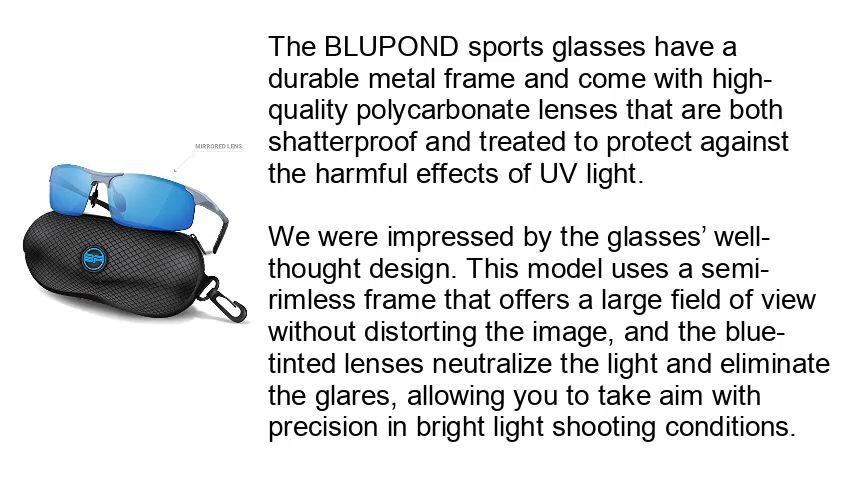 MIRRORED LENS
The BLUPOND sports glasses have a
durable metal frame and come with high-
quality polycarbonate lenses that are both
shatterproof and treated to protect against
the harmful effects of UV light.
We were impressed by the glasses’ well-
thought design. This model uses a semi-
rimless frame that offers a large field of view
without distorting the image, and the blue-
tinted lenses neutralize the light and eliminate
the glares, allowing you to take aim with
precision in bright light shooting conditions.